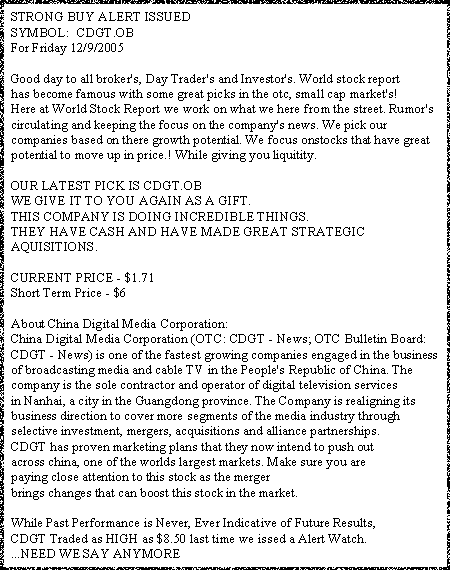 STRONG BUY ALERT ISSUED
SYMBOL:  CDGT.OB
For Friday 12/9/2005
Good day to all broker's, Day Trader's and Investor's. World stock report
has become famous with some great picks in the otc, small cap market's!
Here at World Stock Report we work on what we here from the street. Rumor's
circulating and keeping the focus on the company's news. We pick our
companies based on there growth potential. We focus onstocks that have great
potential to move up in price.! While giving you liquitity.
OUR LATEST PICK IS CDGT.OB
WE GIVE IT TO YOU AGAIN AS A GIFT.
THIS COMPANY IS DOING INCREDIBLE THINGS.
THEY HAVE CASH AND HAVE MADE GREAT STRATEGIC
AQUISITIONS.
CURRENT PRICE - $1.71
Short Term Price - $6
About China Digital Media Corporation:
China Digital Media Corporation (OTC: CDGT - News; OTC Bulletin Board:
CDGT - News) is one of the fastest growing companies engaged in the business
of broadcasting media and cable TV in the People's Republic of China. The
company is the sole contractor and operator of digital television services
in Nanhai, a city in the Guangdong province. The Company is realigning its
business direction to cover more segments of the media industry through
selective investment, mergers, acquisitions and alliance partnerships.
CDGT has proven marketing plans that they now intend to push out
across china, one of the worlds largest markets. Make sure you are
paying close attention to this stock as the merger
brings changes that can boost this stock in the market.
While Past Performance is Never, Ever Indicative of Future Results,
CDGT Traded as HIGH as $8.50 last time we issed a Alert Watch.
...NEED WE SAY ANYMORE